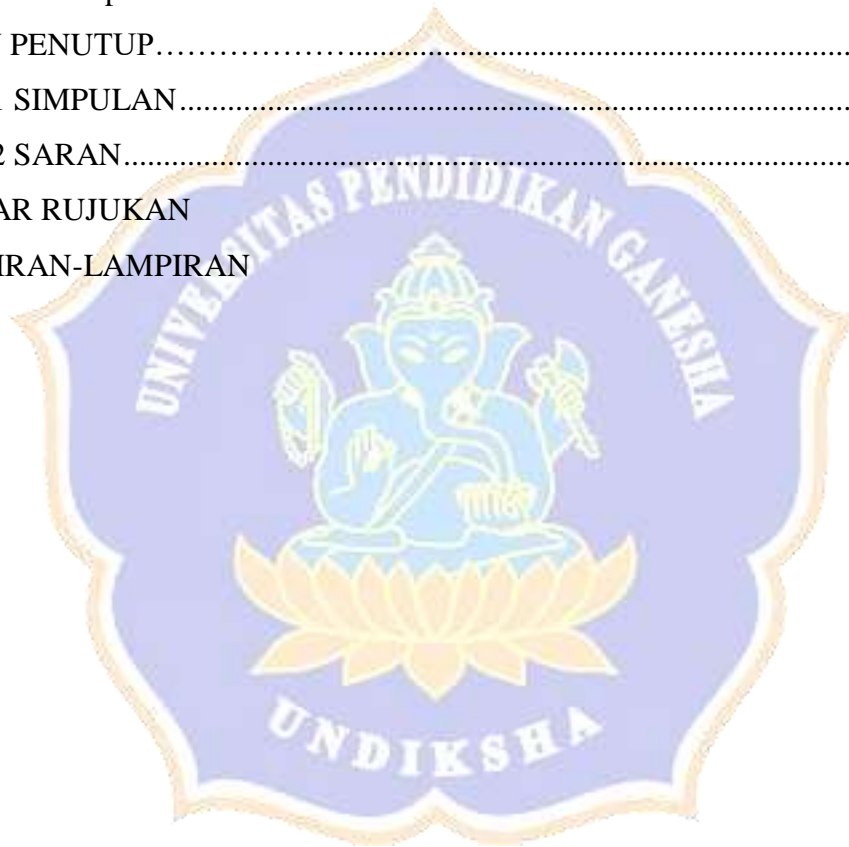 PENUTUP………………...............................................................................................
SIMPULAN..............................................................................................................
2 SARAN......................................................................................................................
AR RUJUKAN
IRAN-LAMPIRAN
UNIVERSITAS PENDIDIKAN GANESHA
UNDIKSHA